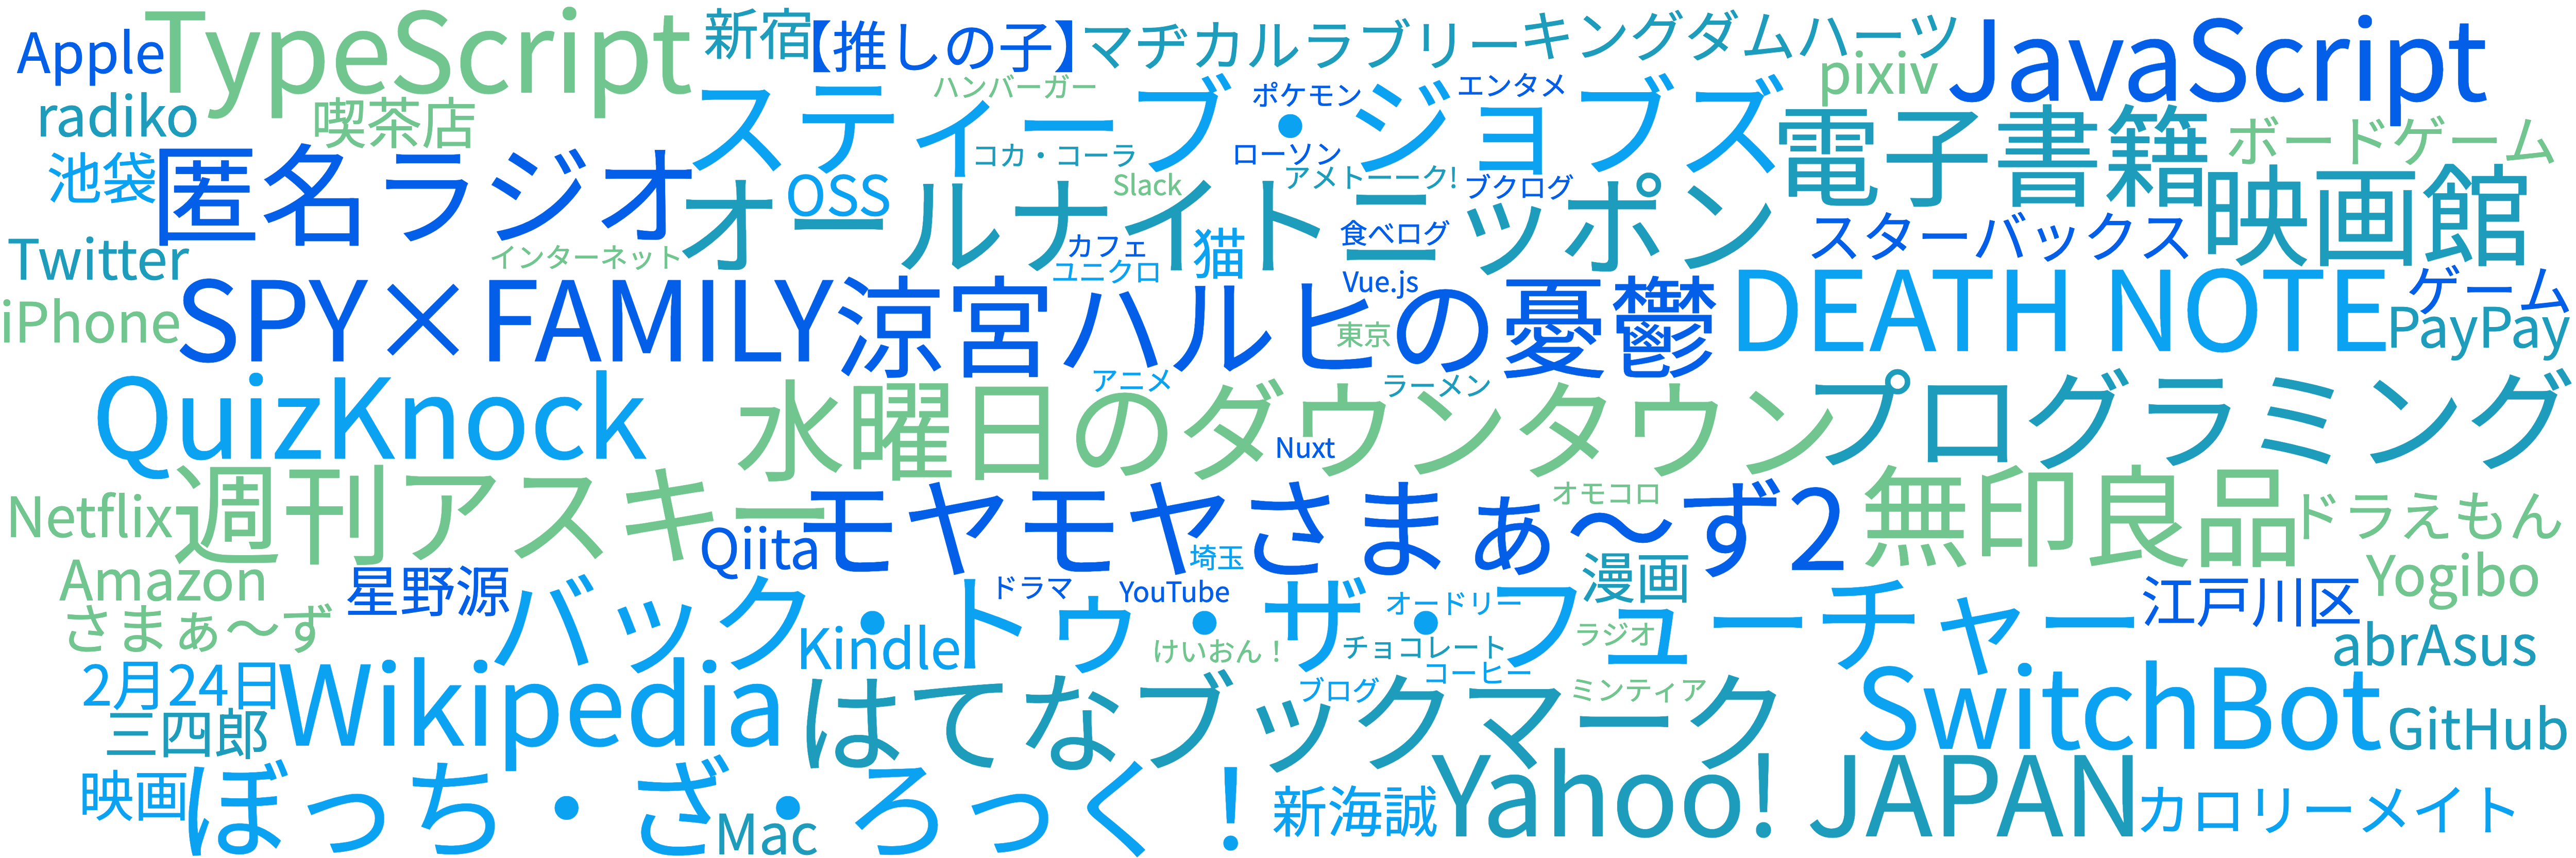 Apple
TypeScript
新宿
【推しの子】
マヂカルラブリー
キングダムハーツ
JavaScript
pixiv
radiko
喫茶店
ハンバーガー
スティーブ・ジョブズ
ポケモン
エンタメ
電子書籍
ボードゲーム
池袋
匿名ラジオ
コカ・コーラ
ローソン
アメトーーク!
ブクログ
Slack
OSS
オールナイトニッポン
映画館
スターバックス
Twitter
インターネット
カフェ
ユニクロ
猫
食べログ
Vue.js
iPhone
SPY×FAMILY
涼宮ハルヒの憂鬱
東京
DEATH NOTE
ゲーム
PayPay
QuizKnock
アニメ
ラーメン
水曜日のダウンタウン
Nuxt
プログラミング
Netflix
週刊アスキー
Qiita
モヤモヤさまぁ〜ず2
オモコロ
埼玉
無印良品
ドラえもん
Amazon
星野源
ドラマ
YouTube
オードリー
漫画
江戸川区
Yogibo
さまぁ〜ず
バック・トゥ・ザ・フューチャー
Kindle
けいおん！
チョコレート
ラジオ
コーヒー
abrAsus
2月24日
Wikipedia
はてなブックマーク
ブログ
ミンティア
SwitchBot
GitHub
三四郎
映画
ぼっち・ざ・ろっく！
Mac
新海誠
Yahoo! JAPAN
カロリーメイト